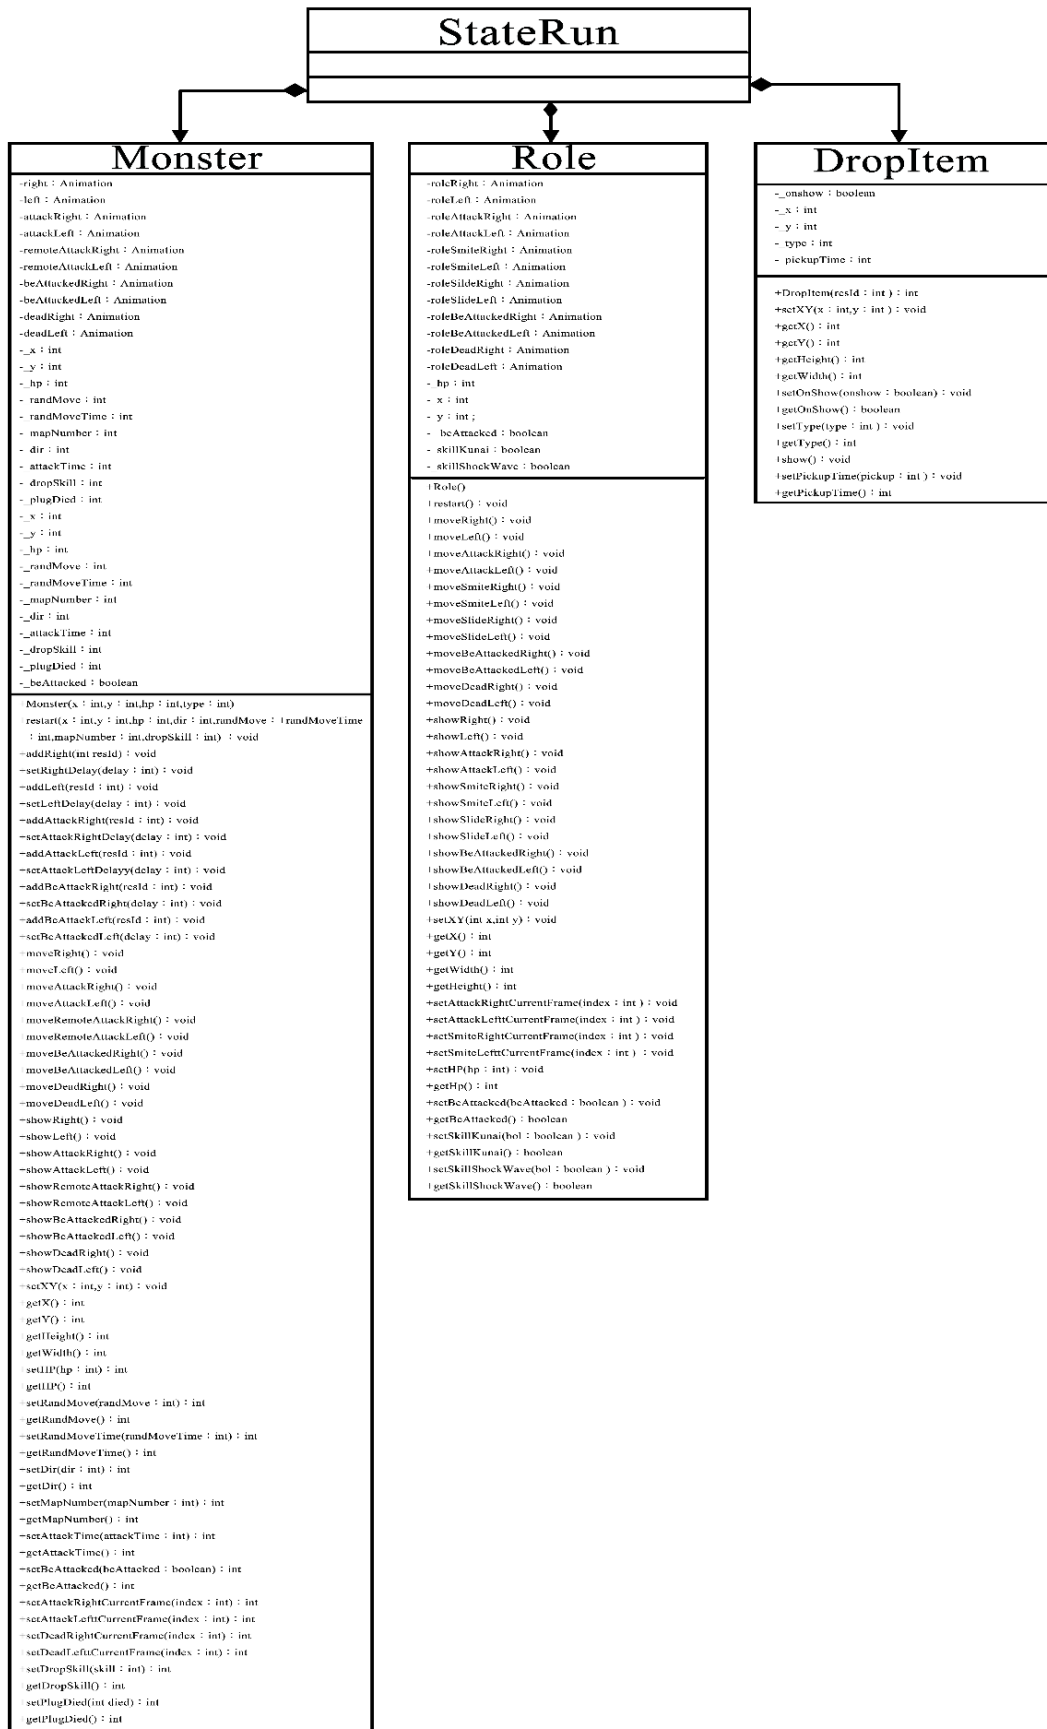 StateRun
Monster
-right：Animation
-left：Animation
-attackRight：Animation
-attackLeft：Animation
-remoteAttackRight：Animation
-remoteAttackLeft：Animation
-beAttackedRight：Animation
-beAttackedLeft：Animation
-deadRight：Animation
-deadLeft：Animation
-_x：int
-_y：int
-_hp：int
-_randMove：int
-_randMoveTime：int
-_mapNumber：int
-_dir：int
-_attackTime：int
-_dropSkill：int
-_plugDied：int
-_x：int
-_y：int
-_hp：int
-_randMove：int
-_randMoveTime：int
-_mapNumber：int
-_dir：int
-_attackTime：int
-_dropSkill：int
-_plugDied：int
-_beAttacked：boolean
+Monster(x：int,y：int,hp：int,type：int)
+restart(x：int,y：int,hp：int,dir：int,randMove：+randMoveTime
：int,mapNumber：int,dropSkill：int)：void
+addRight(int resId)：void
+setRightDelay(delay：int)：void
+addLeft(resId：int)：void
+setLeftDelay(delay：int)：void
+addAttackRight(resId：int)：void
+setAttackRightDelay(delay：int)：void
+addAttackLeft(resId：int)：void
+setAttackLeftDelayy(delay：int)：void
+addBeAttackRight(resId：int)：void
+setBeAttackedRight(delay：int)：void
+addBeAttackLeft(resId：int)：void
+setBeAttackedLeft(delay：int)：void
+moveRight()：void
+moveLeft()：void
+moveAttackRight()：void
+moveAttackLeft()：void
+moveRemoteAttackRight()：void
+moveRemoteAttackLeft()：void
+moveBeAttackedRight()：void
+moveBeAttackedLeft()：void
+moveDeadRight()：void
+moveDeadLeft()：void
+showRight()：void
+showLeft()：void
+showAttackRight()：void
+showAttackLeft()：void
+showRemoteAttackRight()：void
+showRemoteAttackLeft()：void
+showBeAttackedRight()：void
+showBeAttackedLeft()：void
+showDeadRight()：void
+showDeadLeft()：void
+setXY(x：int,y：int)：void
+getX()：int
+getY()：int
+getHeight()：int
+getWidth()：int
+setHP(hp：int)：int
+getHP()：int
+setRandMove(randMove：int)：int
+getRandMove()：int
+setRandMoveTime(randMoveTime：int)：int
+getRandMoveTime()：int
+setDir(dir：int)：int
+getDir()：int
+setMapNumber(mapNumber：int)：int
+getMapNumber()：int
+setAttackTime(attackTime：int)：int
+getAttackTime()：int
+setBeAttacked(beAttacked：boolean)：int
+getBeAttacked()：int
+setAttackRightCurrentFrame(index：int)：int
+setAttackLefttCurrentFrame(index：int)：int
+setDeadRightCurrentFrame(index：int)：int
+setDeadLefttCurrentFrame(index：int)：int
+setDropSkill(skill：int)：int
+getDropSkill()：int
+setPlugDied(int died)：int
+getPlugDied()：int
Role
-roleRight：Animation
-roleLeft：Animation
-roleAttackRight：Animation
-roleAttackLeft：Animation
-roleSmiteRight：Animation
-roleSmiteLeft：Animation
-roleSildeRight：Animation
-roleSlideLeft：Animation
-roleBeAttackedRight：Animation
-roleBeAttackedLeft：Animation
-roleDeadRight：Animation
-roleDeadLeft：Animation
-_hp：int
-_x：int
-_y：int ;
-_beAttacked：boolean
-_skillKunai：boolean
-_skillShockWave：boolean
+Role()
+restart()：void
+moveRight()：void
+moveLeft()：void
+moveAttackRight()：void
+moveAttackLeft()：void
+moveSmiteRight()：void
+moveSmiteLeft()：void
+moveSlideRight()：void
+moveSlideLeft()：void
+moveBeAttackedRight()：void
+moveBeAttackedLeft()：void
+moveDeadRight()：void
+moveDeadLeft()：void
+showRight()：void
+showLeft()：void
+showAttackRight()：void
+showAttackLeft()：void
+showSmiteRight()：void
+showSmiteLeft()：void
+showSlideRight()：void
+showSlideLeft()：void
+showBeAttackedRight()：void
+showBeAttackedLeft()：void
+showDeadRight()：void
+showDeadLeft()：void
+setXY(int x,int y)：void
+getX()：int
+getY()：int
+getWidth()：int
+getHeight()：int
+setAttackRightCurrentFrame(index：int )：void
+setAttackLefttCurrentFrame(index：int )：void
+setSmiteRightCurrentFrame(index：int )：void
+setSmiteLefttCurrentFrame(index：int )：void
+setHP(hp：int)：void
+getHp()：int
+setBeAttacked(beAttacked：boolean )：void
+getBeAttacked()：boolean
+setSkillKunai(bol：boolean )：void
+getSkillKunai()：boolean
+setSkillShockWave(bol：boolean )：void
+getSkillShockWave()：boolean
DropItem
-_onshow：boolean
-_x：int
-_y：int
-_type：int
-_pickupTime：int
+DropItem(resId：int )：int
+setXY(x：int,y：int )：void
+getX()：int
+getY()：int
+getHeight()：int
+getWidth()：int
+setOnShow(onshow：boolean)：void
+getOnShow()：boolean
+setType(type：int )：void
+getType()：int
+show()：void
+setPickupTime(pickup：int )：void
+getPickupTime()：int